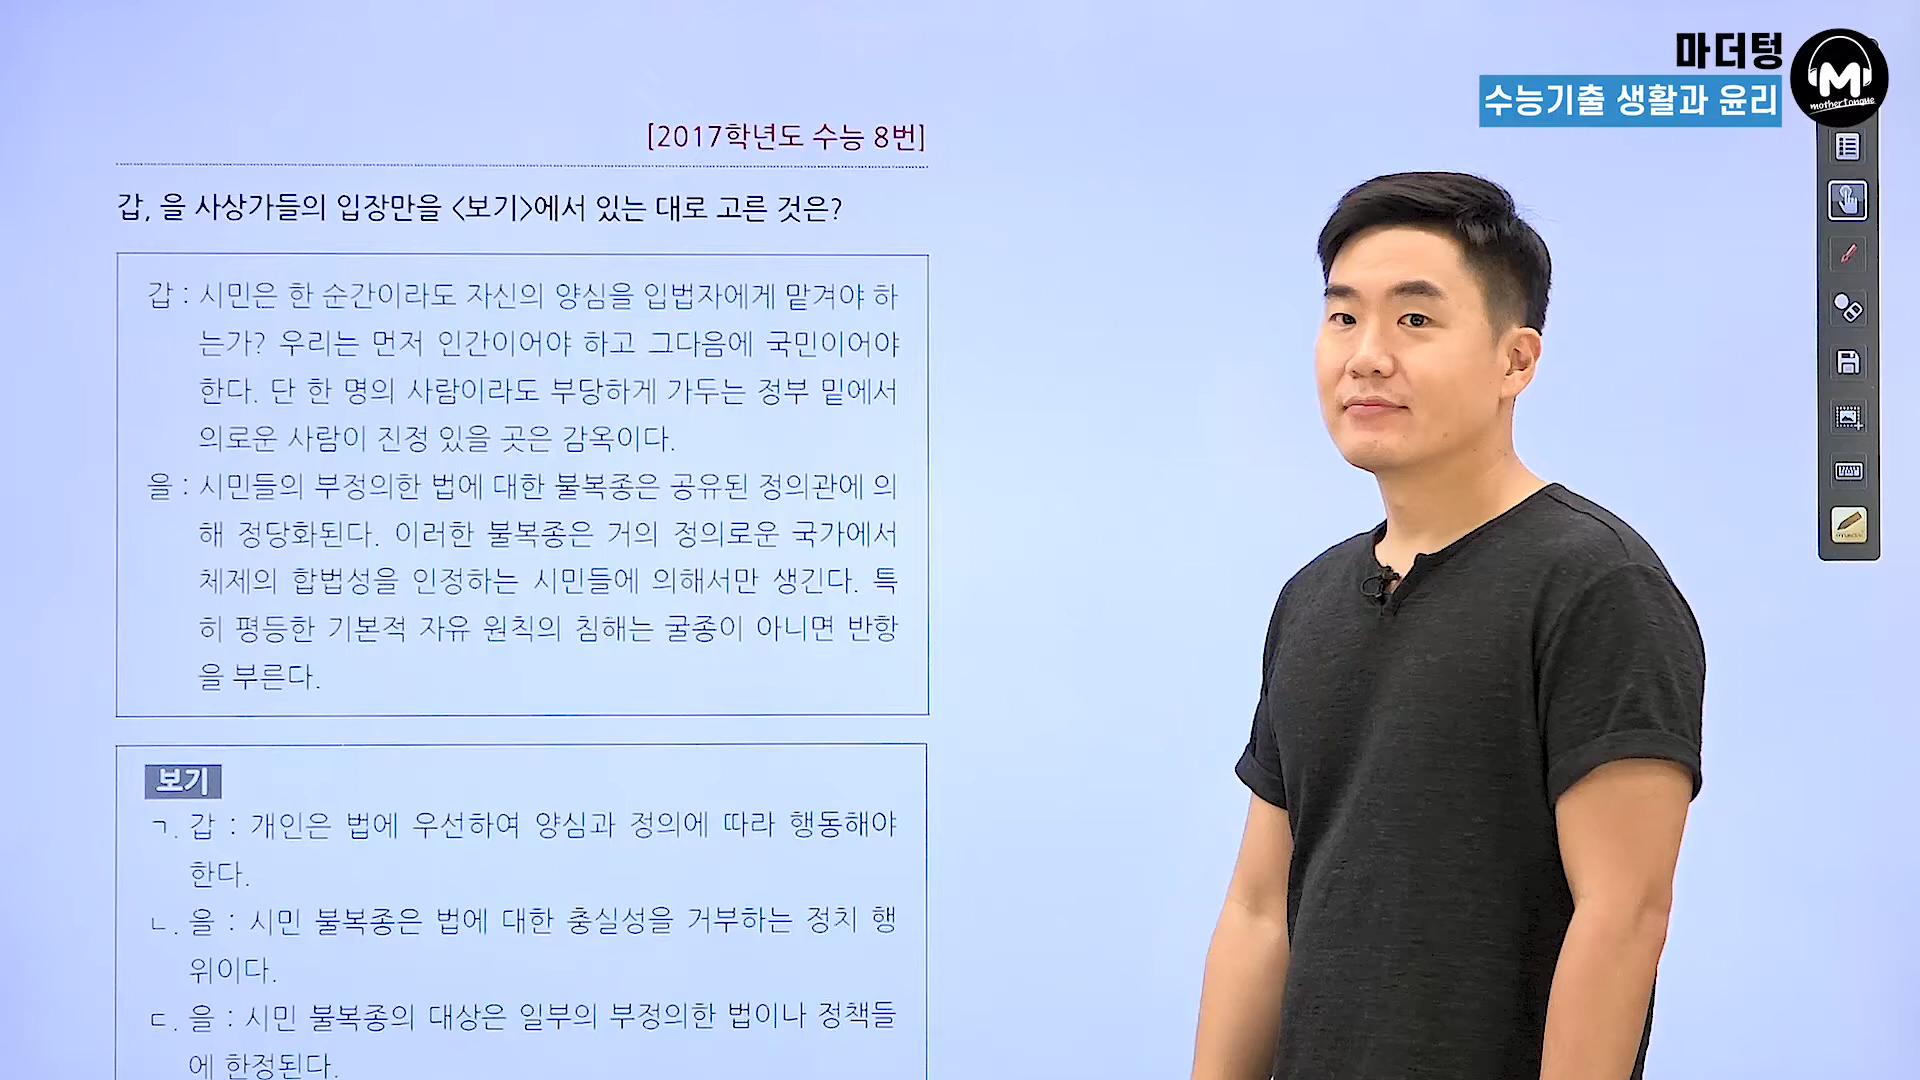 마더텅
수능기출 생활과 윤리
M
mothertongue
[2017학년도 수능 8번]
갑, 을 사상가들의 입장만을 <보기>에서 있는 대로 고른 것은?
갑 : 시민은 한 순간이라도 자신의 양심을 입법자에게 맡겨야 하
는가? 우리는 먼저 인간이어야 하고 그다음에 국민이어야
한다. 단 한 명의 사람이라도 부당하게 가두는 정부 밑에서
의로운 사람이 진정 있을 곳은 감옥이다.
을 : 시민들의 부정의한 법에 대한 불복종은 공유된 정의관에 의
해 정당화된다. 이러한 불복종은 거의 정의로운 국가에서
체제의 합법성을 인정하는 시민들에 의해서만 생긴다. 특
히 평등한 기본적 자유 원칙의 침해는 굴종이 아니면 반항
을 부른다.
보기
ㄱ. 갑 : 개인은 법에 우선하여 양심과 정의에 따라 행동해야
한다.
ㄴ. 을 : 시민 불복종은 법에 대한 충실성을 거부하는 정치 행
위이다.
ㄷ. 을 : 시민 불복종의 대상은 일부의 부정의한 법이나 정책들
에 한정된다.